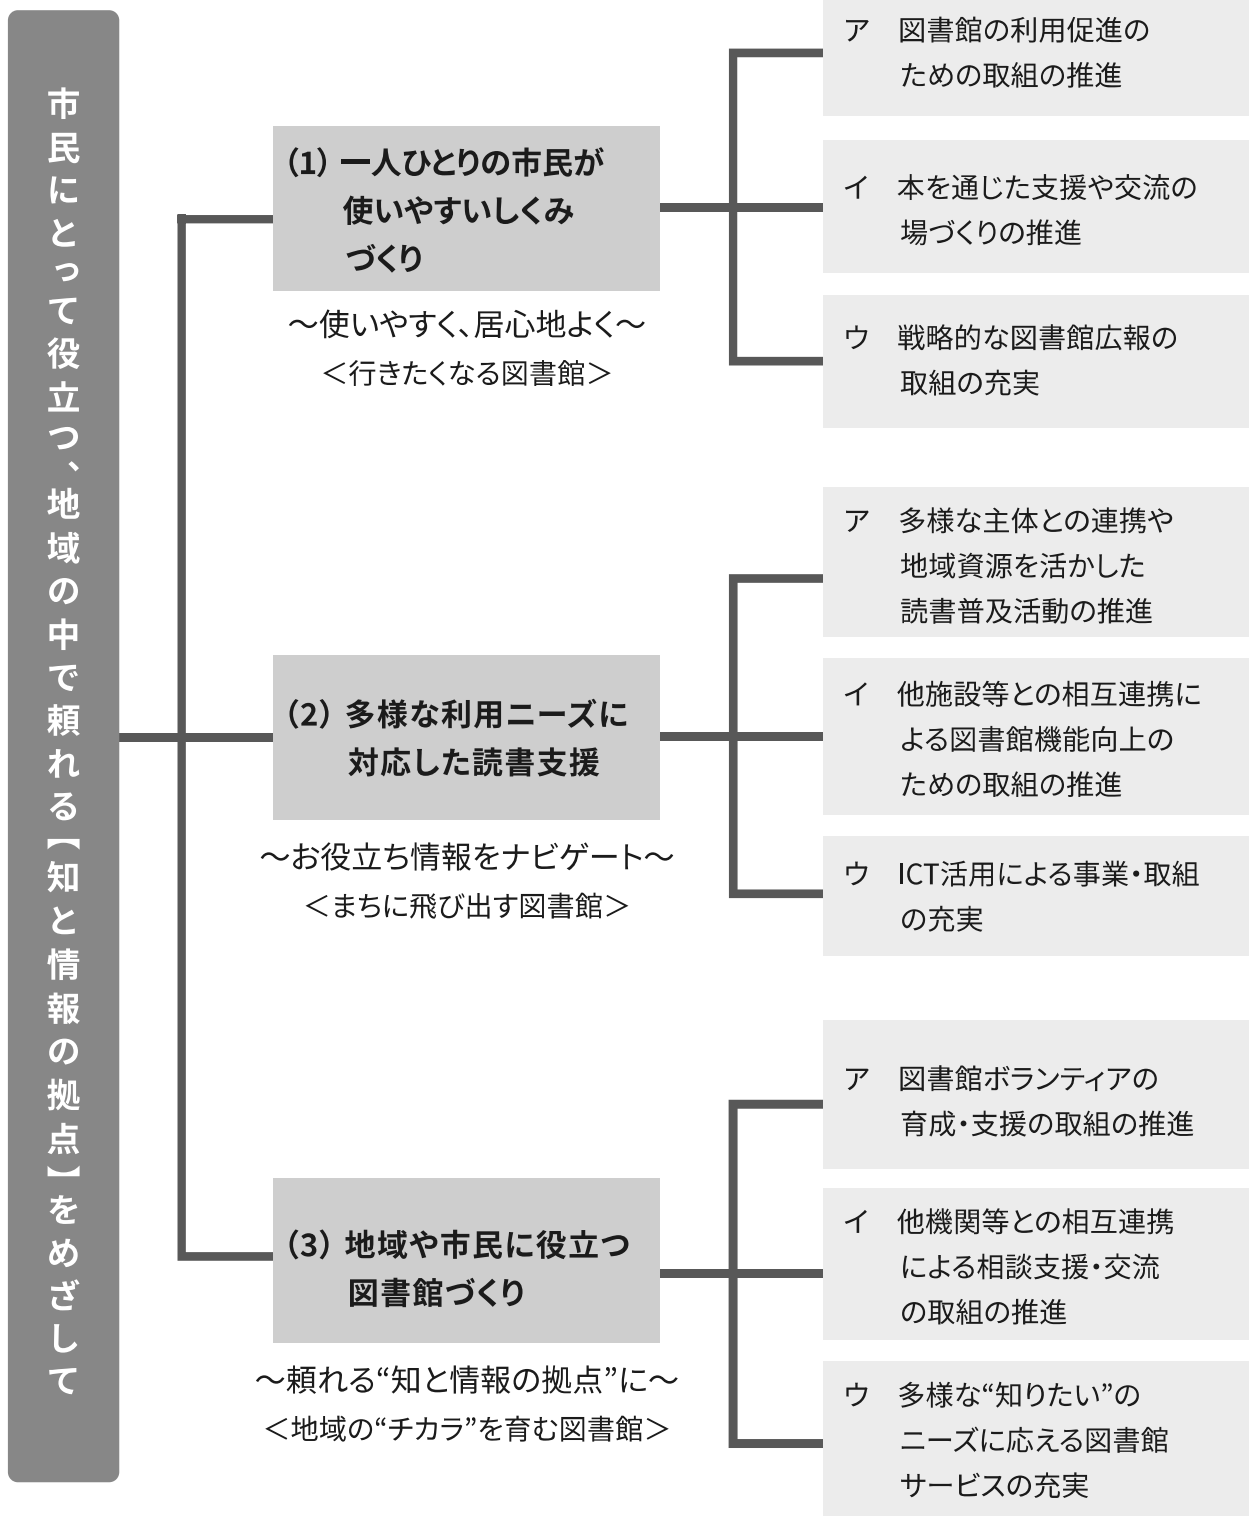 市民にとって役立つ、地域の中で頼れる【知と情報の拠点】をめざして
（1）一人ひとりの市民が
使いやすいしくみ
づくり
～使いやすく、居心地よく～
＜行きたくなる図書館＞
ア　図書館の利用促進の
ための取組の推進
イ　本を通じた支援や交流の
場づくりの推進
ウ　戦略的な図書館広報の
取組の充実
（2）多様な利用ニーズに
対応した読書支援
～お役立ち情報をナビゲート～
＜まちに飛び出す図書館＞
ア　多様な主体との連携や
地域資源を活かした
読書普及活動の推進
イ　他施設等との相互連携に
よる図書館機能向上の
ための取組の推進
ウ　ICT活用による事業・取組
の充実
（3）地域や市民に役立つ
図書館づくり
～頼れる“知と情報の拠点”に～
＜地域の“チカラ”を育む図書館＞
ア　図書館ボランティアの
育成・支援の取組の推進
イ　他機関等との相互連携
による相談支援・交流
の取組の推進
ウ　多様な“知りたい”の
ニーズに応える図書館
サービスの充実